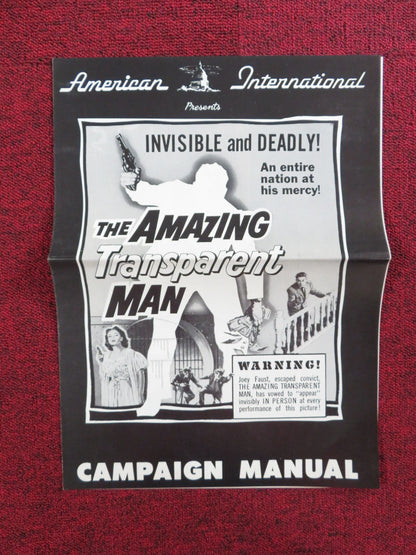 American International
Presents
INVISIBLE and DEADLY!
An entire
nation at
his mercy!
THE AMAZING
Transparent
MAN
WARNING!
Joey Faust, escaped convict,
THE AMAZING TRANSPARENT
MAN, has vowed to "appear"
invisibly IN PERSON at every
performance of this picture!
CAMPAIGN MANUAL